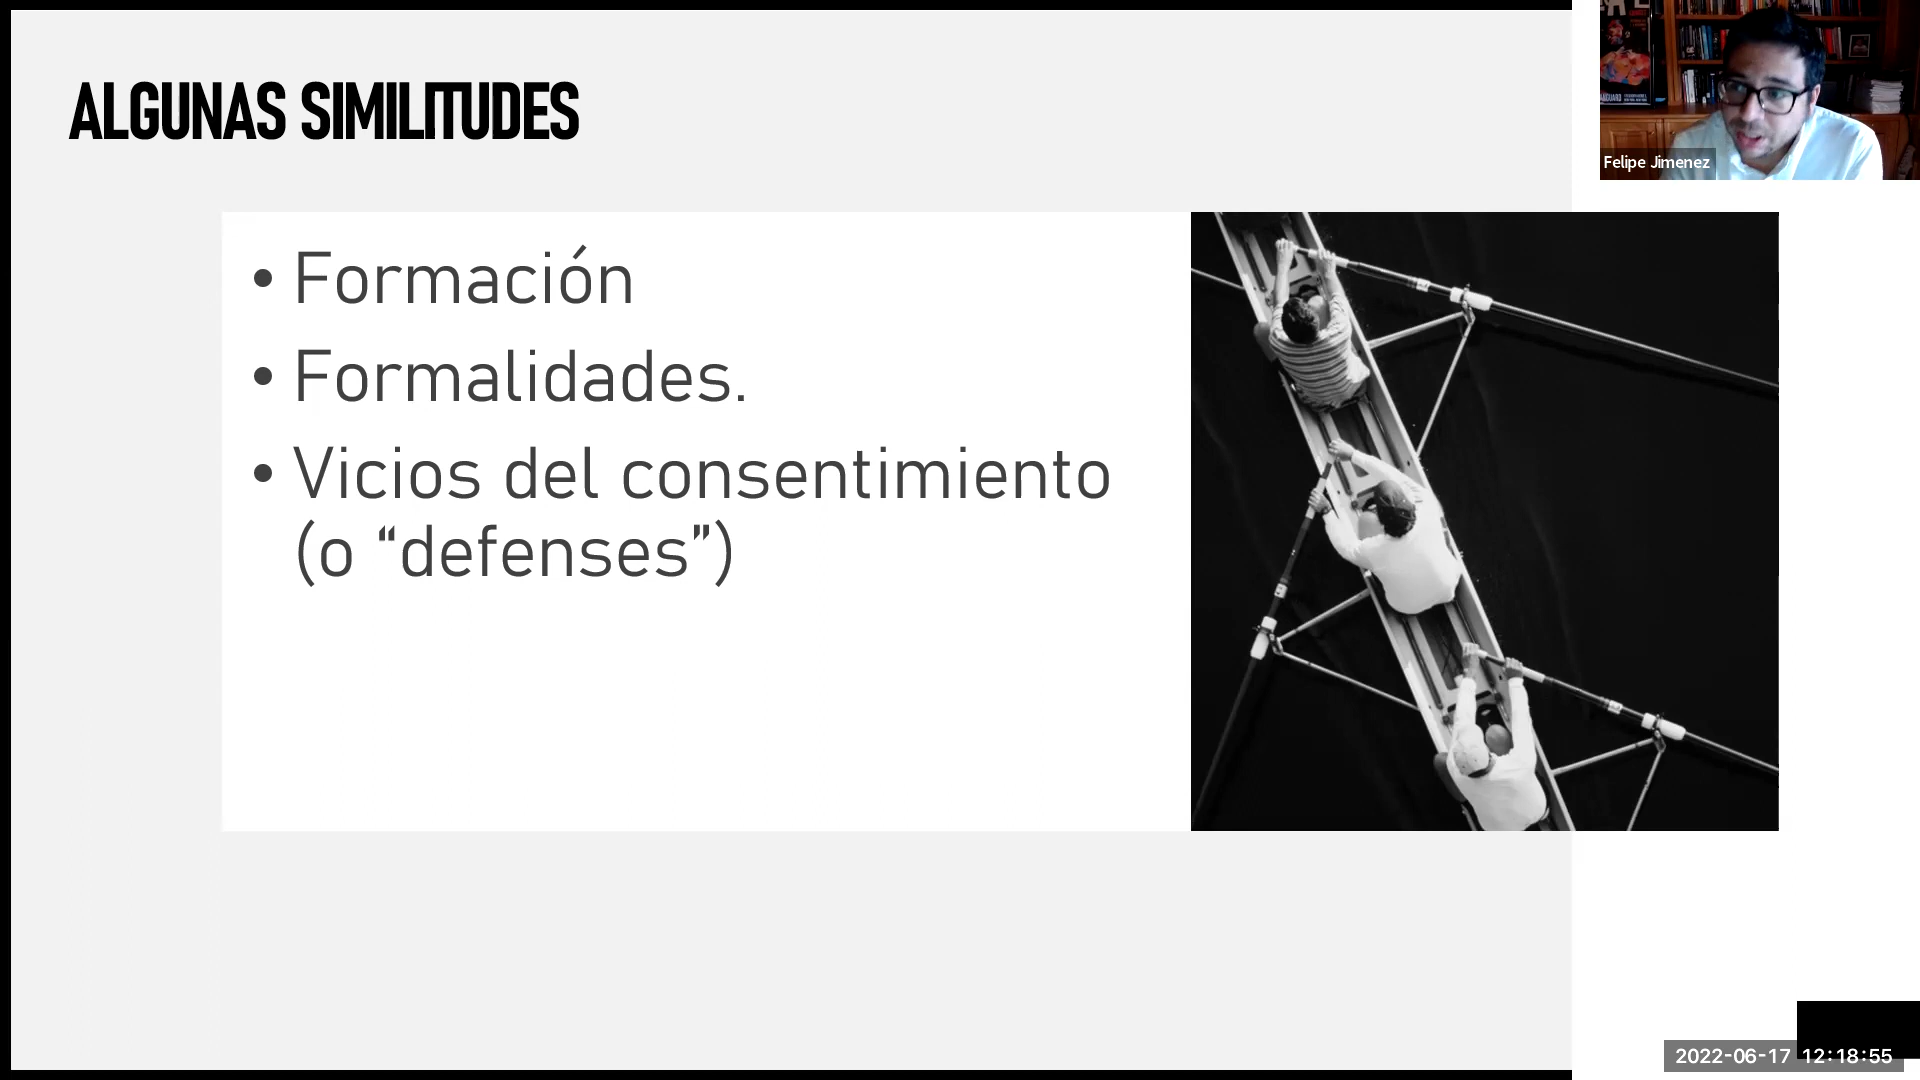 ALGUNAS SIMILITUDES
• Formación
• Formalidades.
• Vicios del consentimiento
(o “defenses”)
Felipe Jimenez
2022-06-17 12:18:55